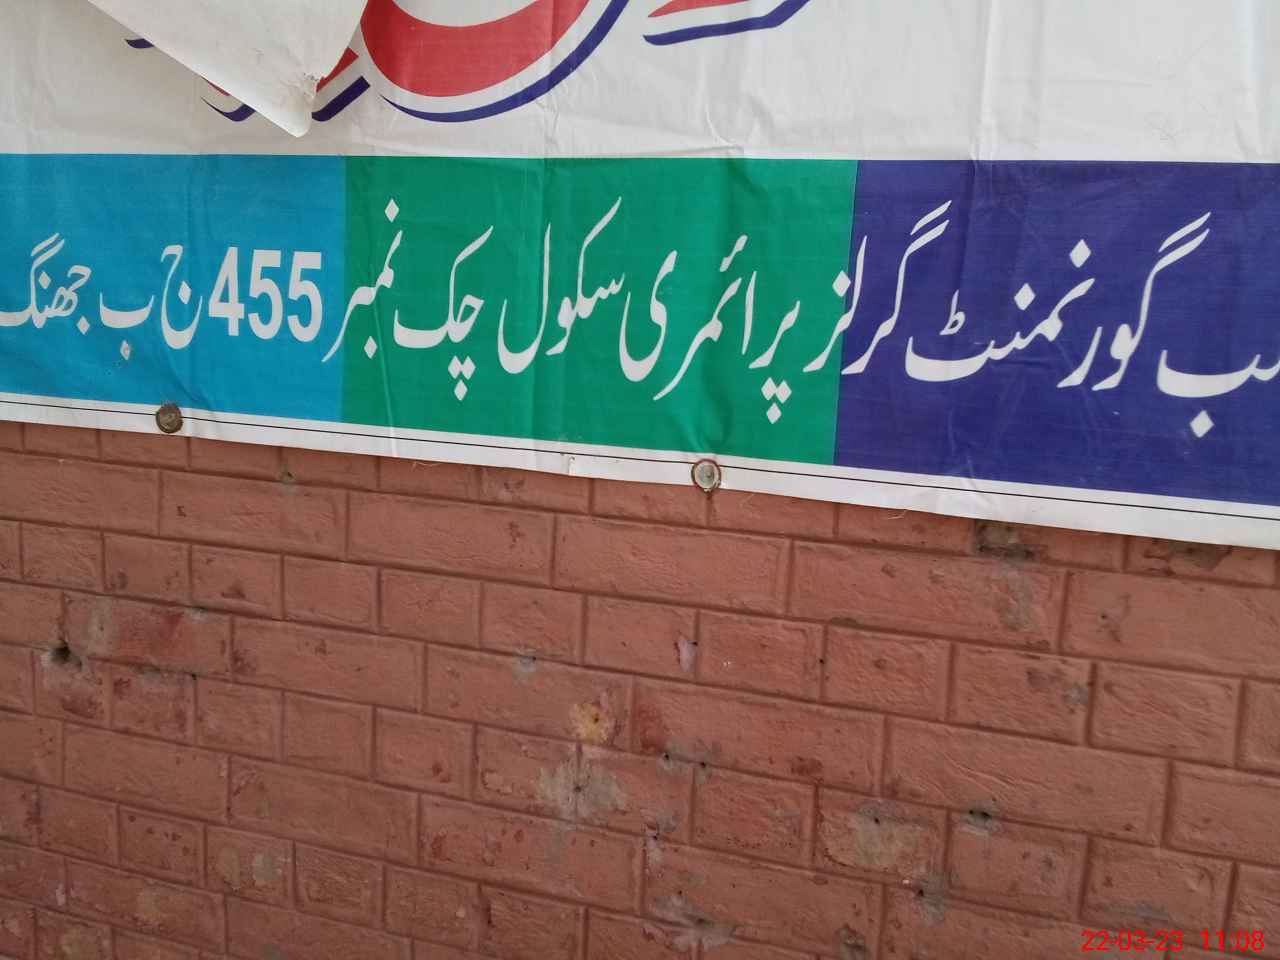 گورنمنٹ گرلز پرائمری سکول چک نمبر 455 ج ب جھنگ
22-03-23 11:08